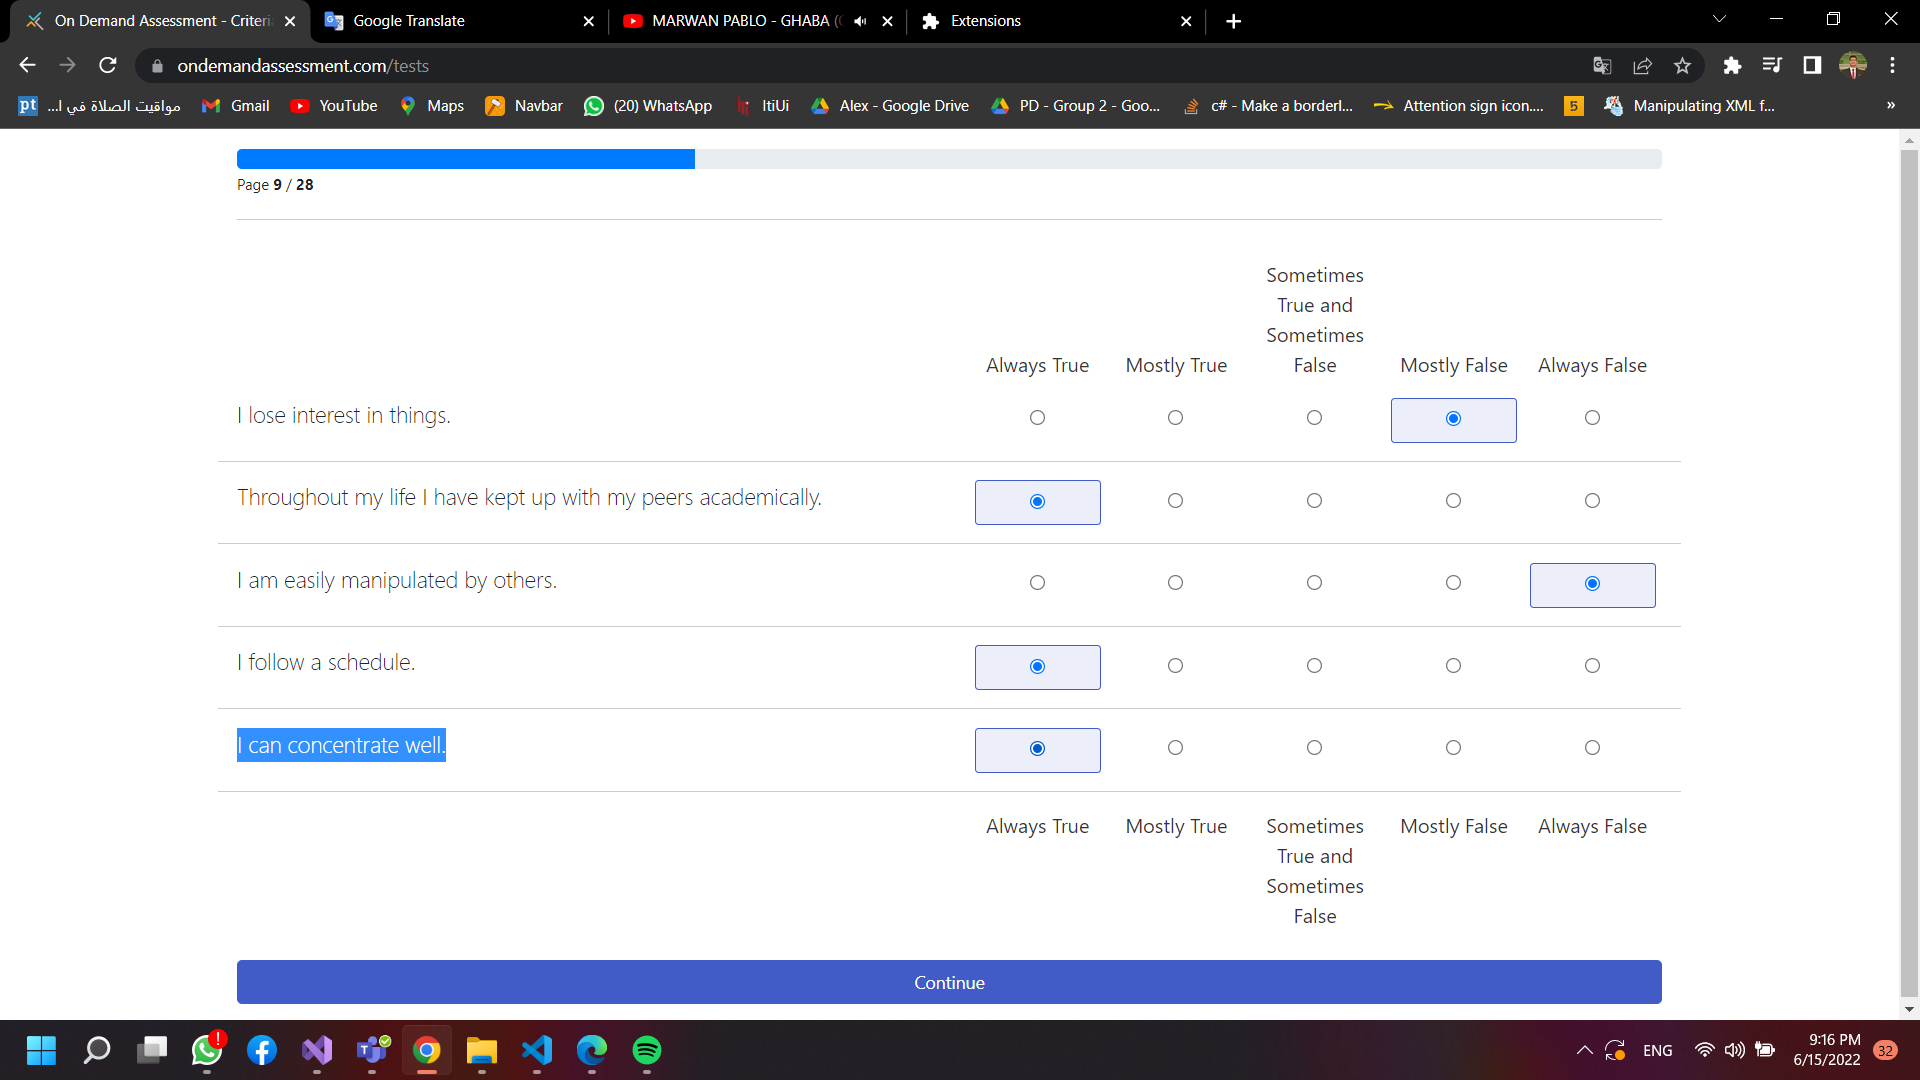 On Demand Assessment - Criteri
Google Translate
MARWAN PABLO - GHABA (
Extensions
ondemandassessment.com/tests
pt
مواقيت الصلاة في ا...
Gmail
YouTube
Maps
Navbar
(20) WhatsApp
ItiUi
Alex - Google Drive
PD - Group 2 - Goo...
c# - Make a borderl...
Attention sign icon....
5
Manipulating XML f...
»
Page 9 / 28
Always True
Mostly True
Sometimes
True and
Sometimes
False
Mostly False
Always False
I lose interest in things.
Throughout my life I have kept up with my peers academically.
I am easily manipulated by others.
I follow a schedule.
I can concentrate well.
Always True
Mostly True
Sometimes
True and
Sometimes
False
Mostly False
Always False
Continue
ENG
9:16 PM
6/15/2022
32